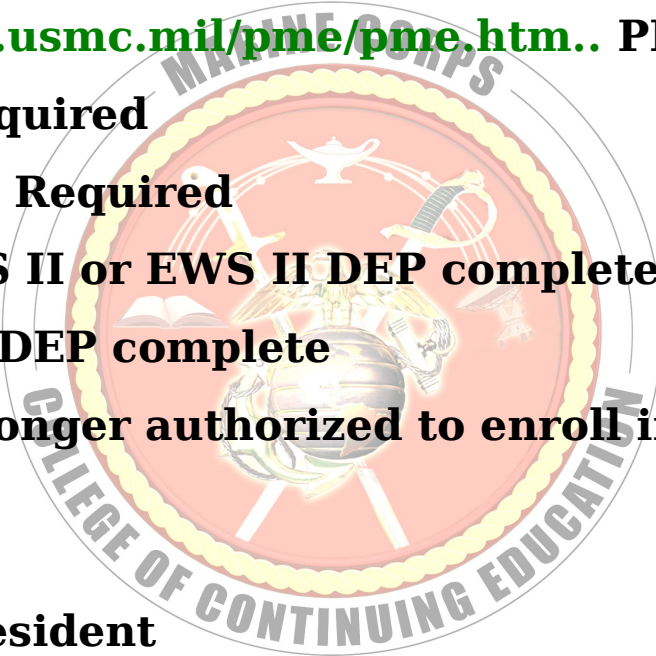 .usmc.mil/pme/pme.htm.. P
quired
Required
S II or EWS II DEP complete
DEP complete
onger authorized to enroll i
esident
MARINE CORPS
COLLEGE OF CONTINUING EDUCATION